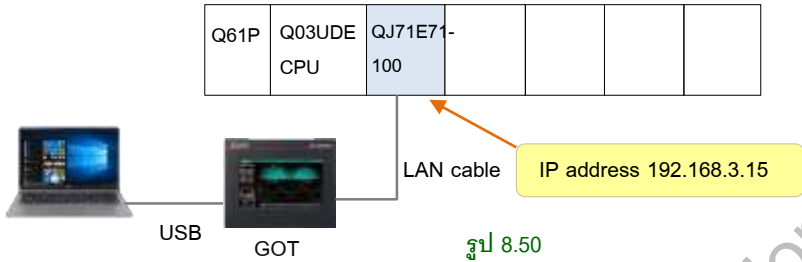 Q61P
Q03UDE
CPU
QJ71E71-
100
LAN cable
IP address 192.168.3.15
USB
GOT
รูป 8.50